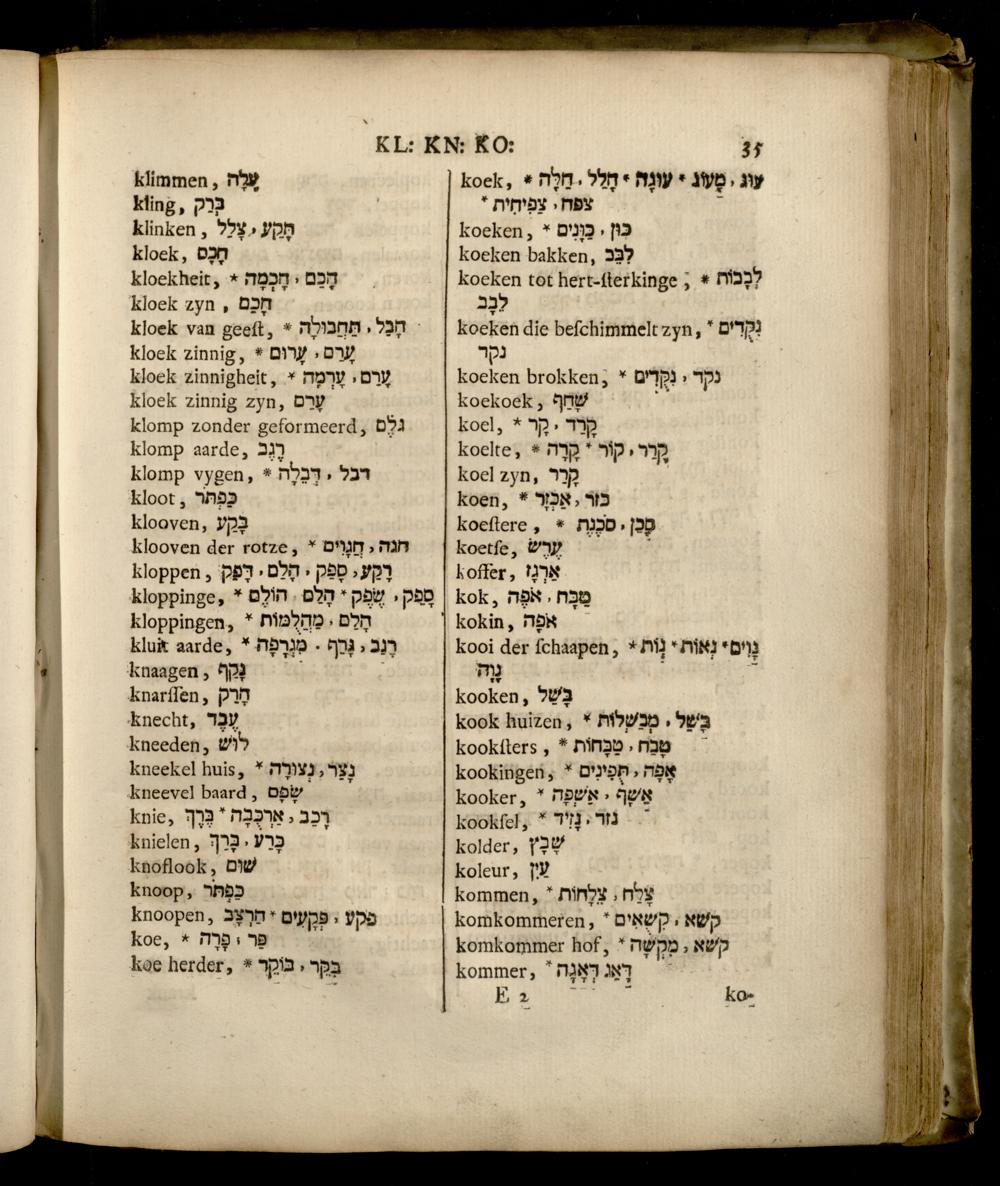 KL: KN: KO: 35
klimmen, עָלָה
kling, בָּרָק
klinken, תָּקַע, צָלַל
kloek, חָכָם
kloekheit, * חָכַם, חָכְמָה
kloek zyn, חָכַם
kloek van geeſt, * חָבַל, תַּחְבּוּלָה
kloek zinnig, * עָרַם, עָרוּם
kloek zinnigheit, * עָרַם, עָרְמָה
kloek zinnig zyn, עָרַם
klomp zonder geformeerd, גֹּלֶם
klomp aarde, רֶגֶב
klomp vygen, * דבל, דְּבֵלָה
kloot, כַּפְתֹּר
klooven, בָּקַע
klooven der rotze, * חגה, חֲגָוִים
kloppen, רָקַע, סָפַק, הָלַם, דָּפַק
kloppinge, * סָפַק, שֶׂפֶק * הָלַם הוֹלֶם
kloppingen, * הָלַם, מַהֲלֻמּוֹת
kluit aarde, * רֶגֶב, גָּרַף, מֶגְרָפָה
knaagen, נָקַף
knarſſen, חָרַק
knecht, עֶבֶד
kneeden, לוּשׁ
kneekel huis, * נָצַר, נְצוּרָה
kneevel baard, שָׂפָם
knie, רָכַב, אַרְכֻּבָה * בֶּרֶךְ
knielen, כָּרַע, בָּרַךְ
knoflook, שׁוּם
knoop, כַּפְתֹּר
knoopen, פקע, פְּקָעִים * חַרְצֹב
koe, * פַּר, פָּרָה
koe herder, * בָּקַר, בּוֹקֵר
koek, * עוּג, מָעוֹג * עוּגָה * חָלַל, חַלָּה
* צפח, צַפִּיחִית
koeken, * כּוּן, כַּוָּנִים
koeken bakken, לִבֵּב
koeken tot hert-ſterkinge, * לְבִבוֹת
לֵבָב
koeken die beſchimmelt zyn, * נִקֻּדִים
נקד
koeken brokken, * נקד, נִקֻּדִים
koekoek, שַׁחַף
koel, * קָרַר, קַר
koelte, * קָרַר, קוֹר * קָרָה
koel zyn, קָרַר
koen, * כזר, אַכְזָר
koeſtere, * סָכַן, סֹכֶנֶת
koetſe, עֶרֶשׂ
koffer, אַרְגָּז
kok, טַבָּח, אֹפֶה
kokin, אֹפָה
kooi der ſchaapen, * נָוִים * נְאוֹת * נְוֹת
נָוֶה
kooken, בָּשַׁל
kook huizen, * בָּשַׁל, מְבַשְּׁלוֹת
kookſters, * טָבַח, טַבָּחוֹת
kookingen, * אָפָה, תֻּפִינִים
kooker, * אֲשָׁף, אַשְׁפָּה
kookſel, * נזד, נָזִיד
kolder, שָׁבָץ
koleur, עַיִן
kommen, * צָלַח, צֵלָחוֹת
komkommeren, * קשׁא, קִשֻּׁאִים
komkommer hof, * קשׁא, מִקְשָׁה
kommer, * דָּאַג דְּאָגָה
E 2 ko-